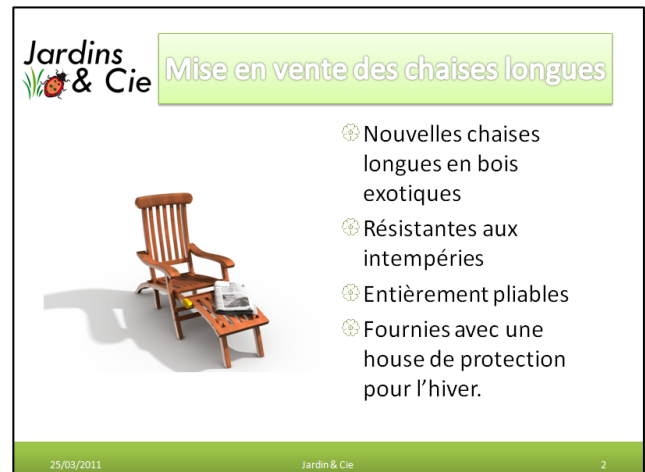 Jardins
& Cie
Mise en vente des chaises longues
Nouvelles chaises
longues en bois
exotiques
Résistantes aux
intempéries
Entièrement pliables
Fournies avec une
house de protection
pour l’hiver.
25/03/2011 Jardin & Cie 2